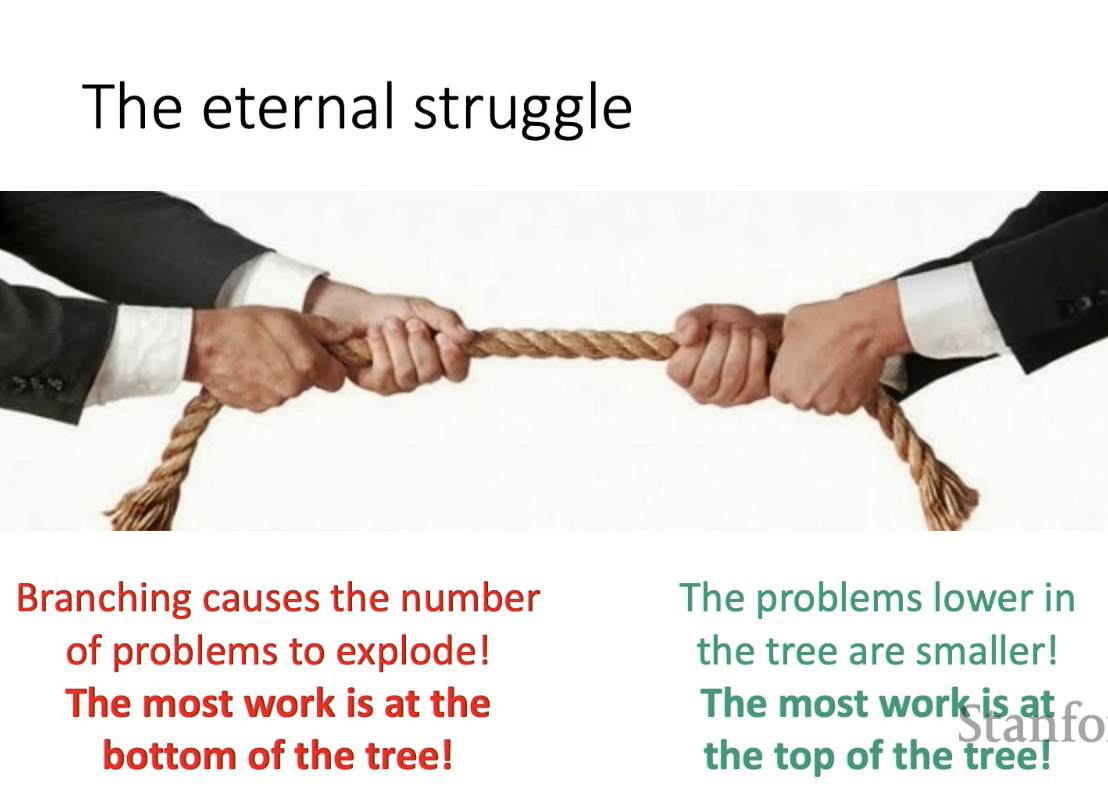 The eternal struggle
Branching causes the number
of problems to explode!
The most work is at the
bottom of the tree!
The problems lower in
the tree are smaller!
The most work is at
the top of the tree!